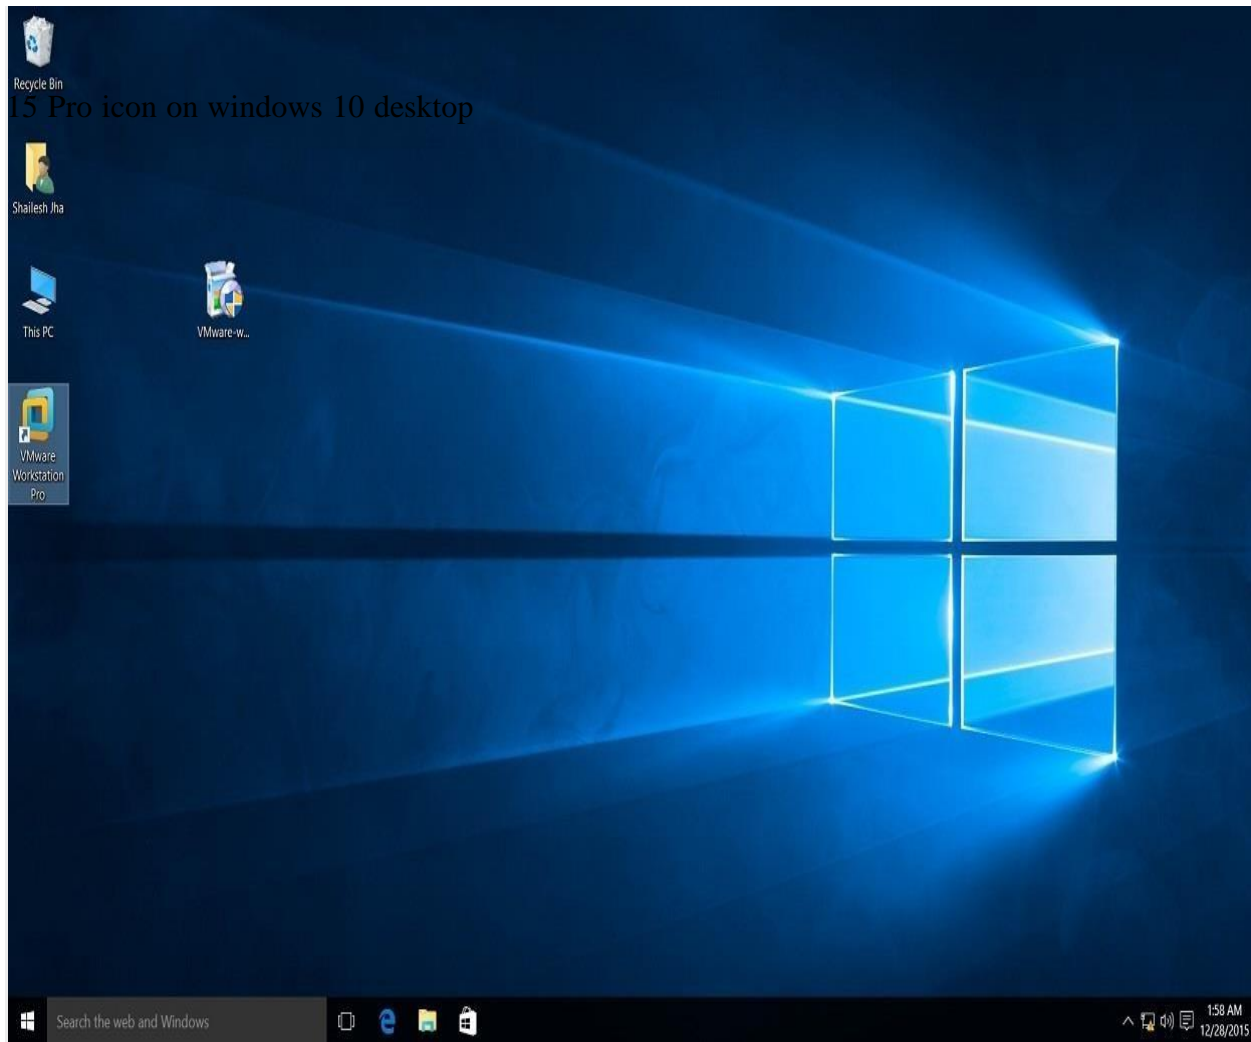 Recycle Bin
15 Pro icon on windows 10 desktop
Shailesh Jha
This PC
VMware-w...
VMware
Workstation
Pro
Search the web and Windows
1:58 AM
12/28/2015